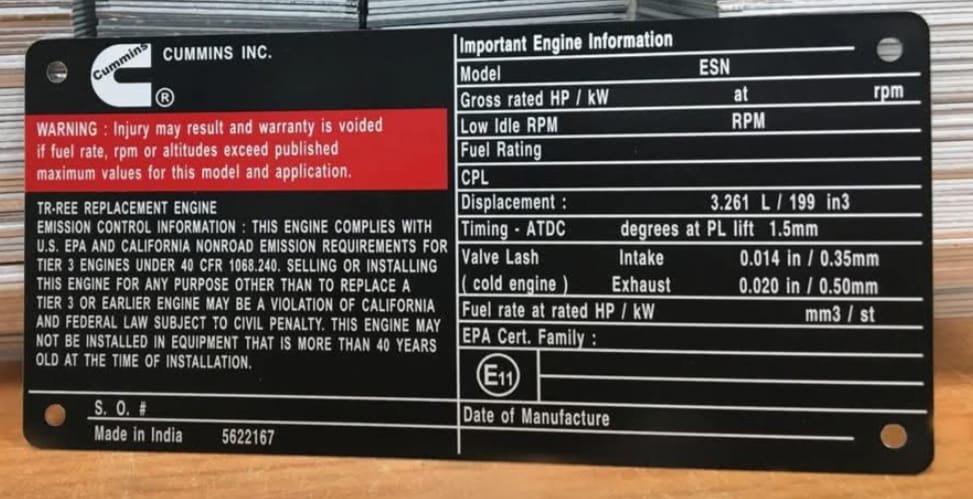 Cummins
CUMMINS INC.
®
WARNING : Injury may result and warranty is voided
if fuel rate, rpm or altitudes exceed published
maximum values for this model and application.
TR-REE REPLACEMENT ENGINE
EMISSION CONTROL INFORMATION : THIS ENGINE COMPLIES WITH
U.S. EPA AND CALIFORNIA NONROAD EMISSION REQUIREMENTS FOR
TIER 3 ENGINES UNDER 40 CFR 1068.240. SELLING OR INSTALLING
THIS ENGINE FOR ANY PURPOSE OTHER THAN TO REPLACE A
TIER 3 OR EARLIER ENGINE MAY BE A VIOLATION OF CALIFORNIA
AND FEDERAL LAW SUBJECT TO CIVIL PENALTY. THIS ENGINE MAY
NOT BE INSTALLED IN EQUIPMENT THAT IS MORE THAN 40 YEARS
OLD AT THE TIME OF INSTALLATION.
S. O. #
Made in India 5622167
Important Engine Information
Model ESN
Gross rated HP / kW at rpm
Low Idle RPM RPM
Fuel Rating
CPL
Displacement : 3.261 L / 199 in3
Timing - ATDC degrees at PL lift 1.5mm
Valve Lash Intake 0.014 in / 0.35mm
( cold engine ) Exhaust 0.020 in / 0.50mm
Fuel rate at rated HP / kW mm3 / st
EPA Cert. Family :
E11
Date of Manufacture